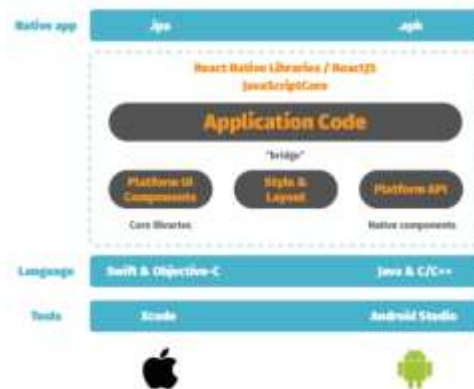 Native app
.ipa
.apk
React Native Libraries / ReactJS
JavaScriptCore
Application Code
"bridge"
Platform UI
Components
Style &
Layout
Platform API
Core libraries
Native components
Language
Swift & Objective-C
Java & C/C++
Tools
Xcode
Android Studio